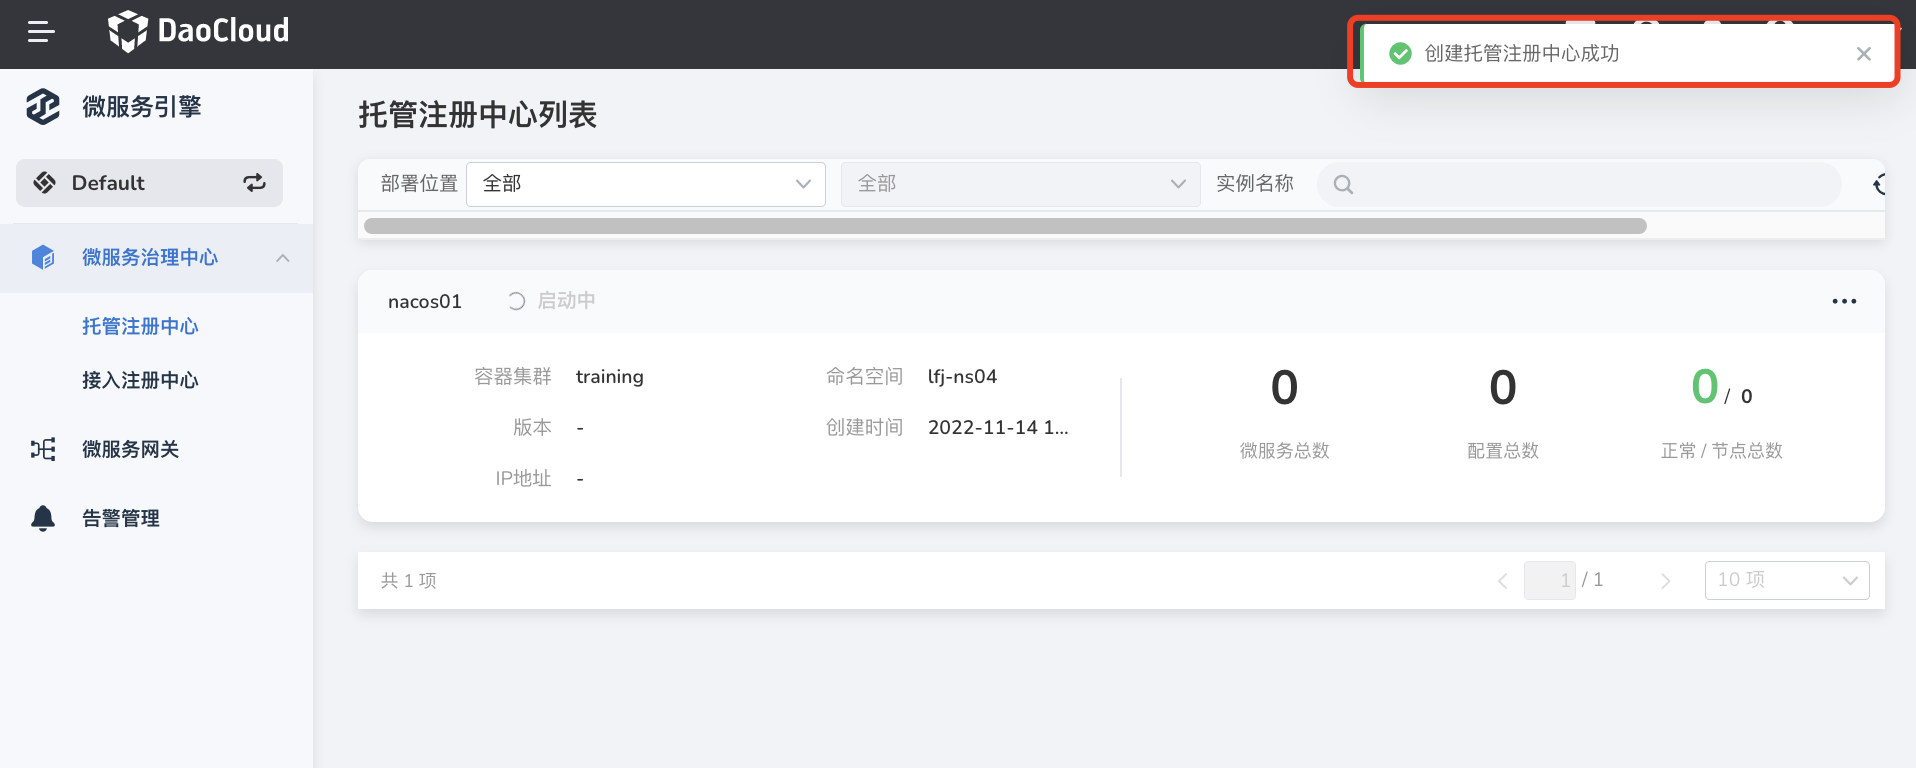 DaoCloud
创建托管注册中心成功
微服务引擎
Default
微服务治理中心
托管注册中心
接入注册中心
微服务网关
告警管理
托管注册中心列表
部署位置 全部 全部 实例名称
nacos01 启动中
容器集群 training 命名空间 lfj-ns04
版本 - 创建时间 2022-11-14 1...
IP地址 -
0 0 0 / 0
微服务总数 配置总数 正常 / 节点总数
共 1 项 1 / 1 10 项